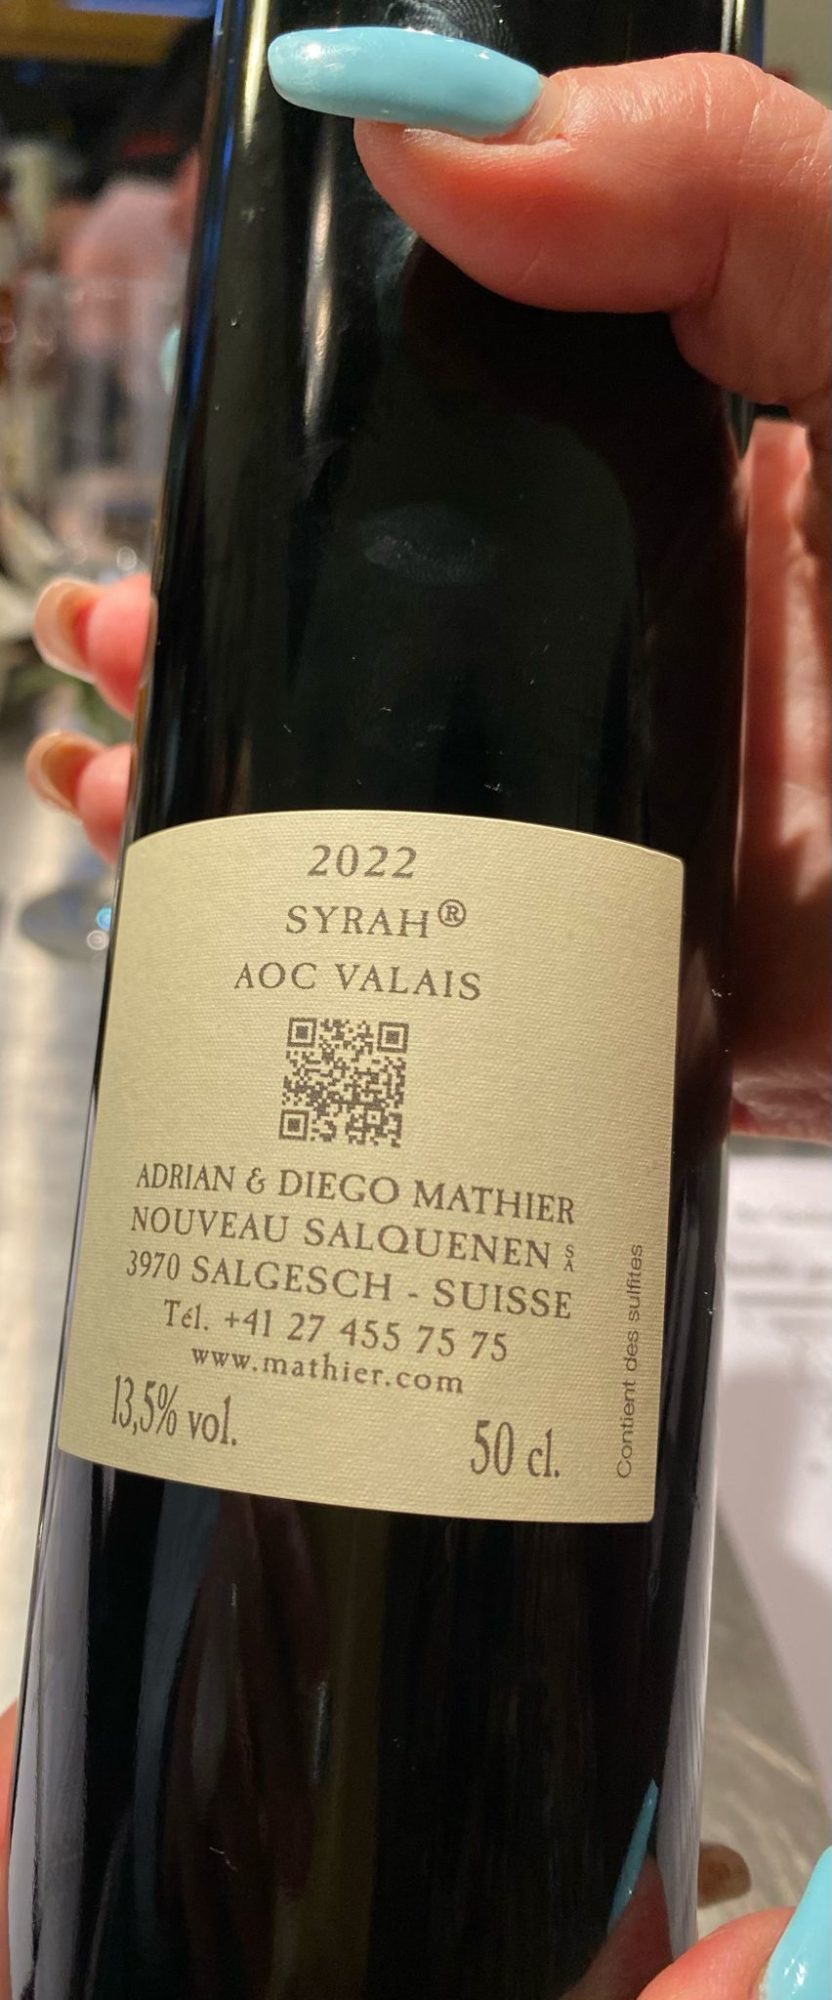 2022
SYRAH®
AOC VALAIS
ADRIAN & DIEGO MATHIER
NOUVEAU SALQUENEN SA
3970 SALGESCH - SUISSE
Tél. +41 27 455 75 75
www.mathier.com
13,5% vol. 50 cl.
Contient des sulfites